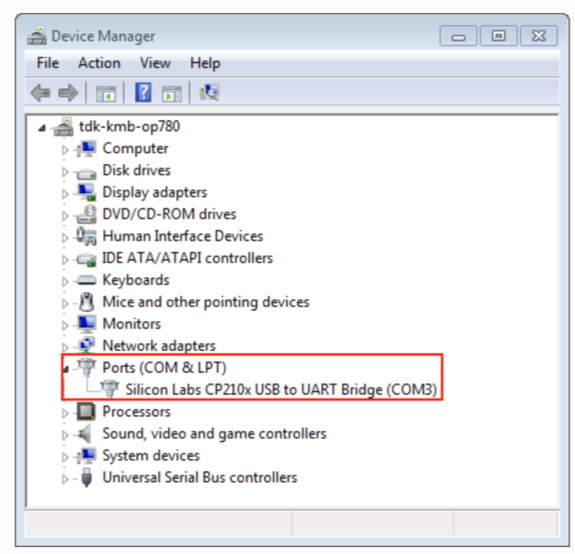 Device Manager
File Action View Help
tdk-kmb-op780
Computer
Disk drives
Display adapters
DVD/CD-ROM drives
Human Interface Devices
IDE ATA/ATAPI controllers
Keyboards
Mice and other pointing devices
Monitors
Network adapters
Ports (COM & LPT)
Silicon Labs CP210x USB to UART Bridge (COM3)
Processors
Sound, video and game controllers
System devices
Universal Serial Bus controllers